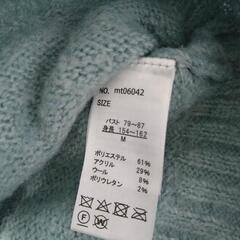 NO. mt06042
SIZE
バスト 79~87
身長 154~162
M
ポリエステル 61%
アクリル 29%
ウール 8%
ポリウレタン 2%